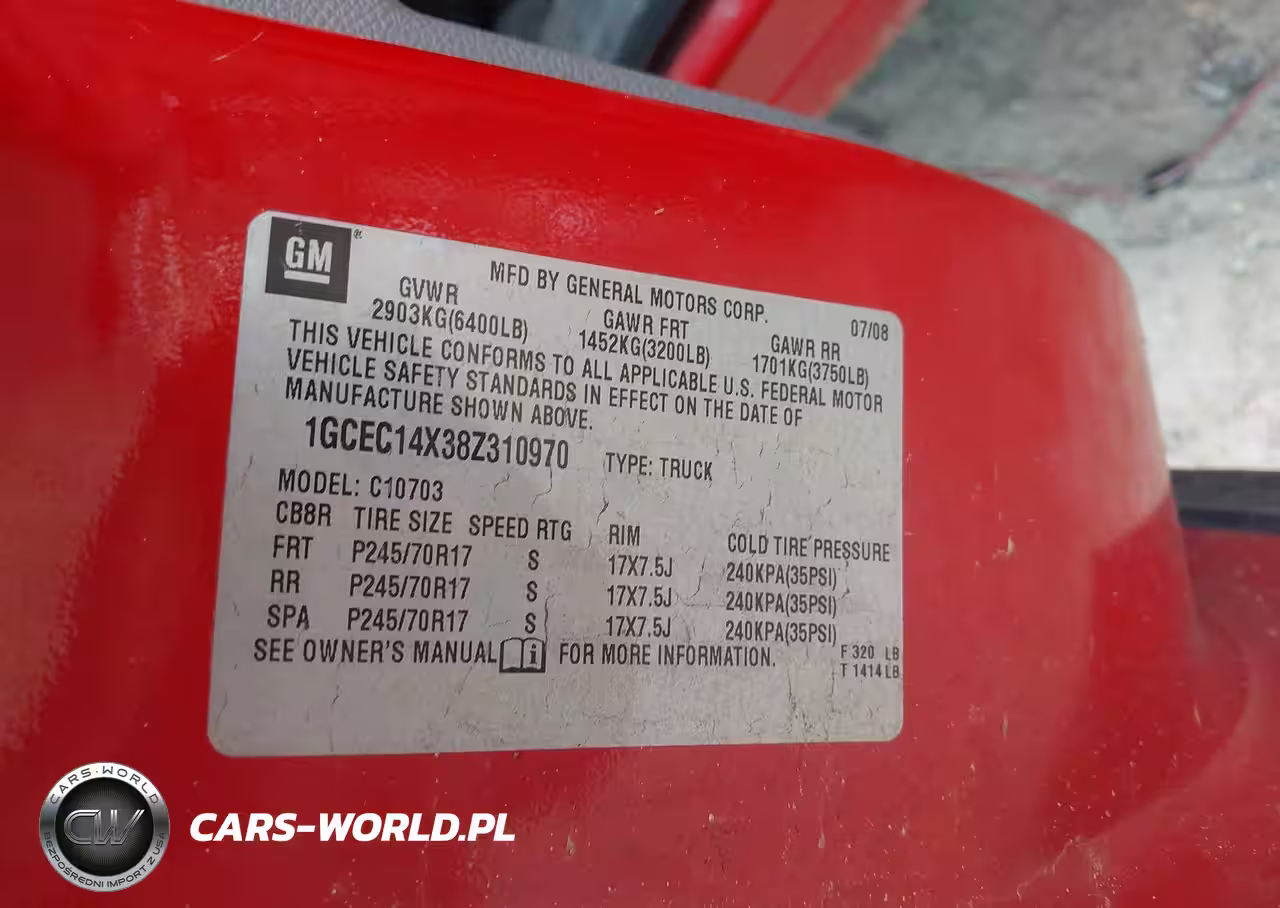 GM®
MFD BY GENERAL MOTORS CORP.
07/08
GVWR
2903KG(6400LB)
GAWR FRT
1452KG(3200LB)
GAWR RR
1701KG(3750LB)
THIS VEHICLE CONFORMS TO ALL APPLICABLE U.S. FEDERAL MOTOR
VEHICLE SAFETY STANDARDS IN EFFECT ON THE DATE OF
MANUFACTURE SHOWN ABOVE.
1GCEC14X38Z310970 TYPE: TRUCK
MODEL: C10703
CB8R TIRE SIZE SPEED RTG RIM COLD TIRE PRESSURE
FRT P245/70R17 S 17X7.5J 240KPA(35PSI)
RR P245/70R17 S 17X7.5J 240KPA(35PSI)
SPA P245/70R17 S 17X7.5J 240KPA(35PSI)
SEE OWNER'S MANUAL i FOR MORE INFORMATION.
F 320 LB
T 1414LB
CARS-WORLD
CW
BEZPOŚREDNI IMPORT Z USA
CARS-WORLD.PL